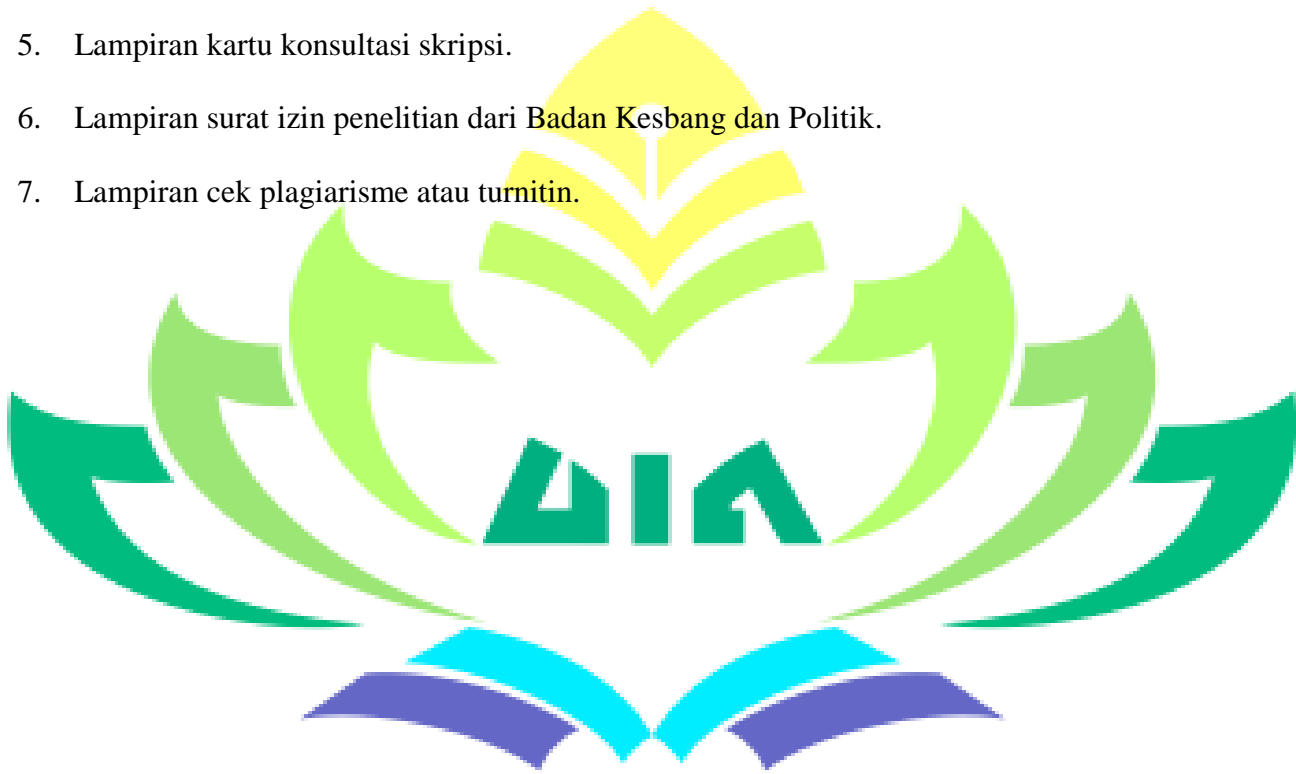 5. Lampiran kartu konsultasi skripsi.
6. Lampiran surat izin penelitian dari Badan Kesbang dan Politik.
7. Lampiran cek plagiarisme atau turnitin.